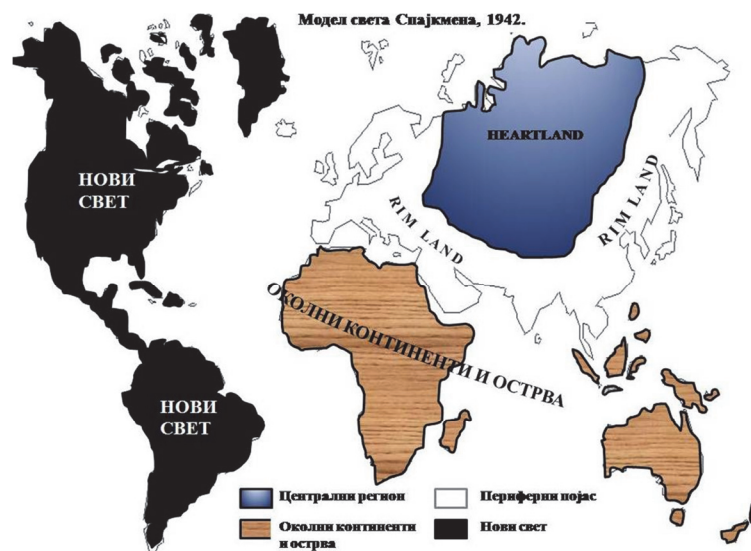 Модел света Спајкмена, 1942.
HEARTLAND
НОВИ
СВЕТ
RIM LAND
RIM LAND
ОКОЛНИ КОНТИНЕНТИ И ОСТРВА
НОВИ
СВЕТ
Централни регион
Периферни појас
Околни континенти
и острва
Нови свет